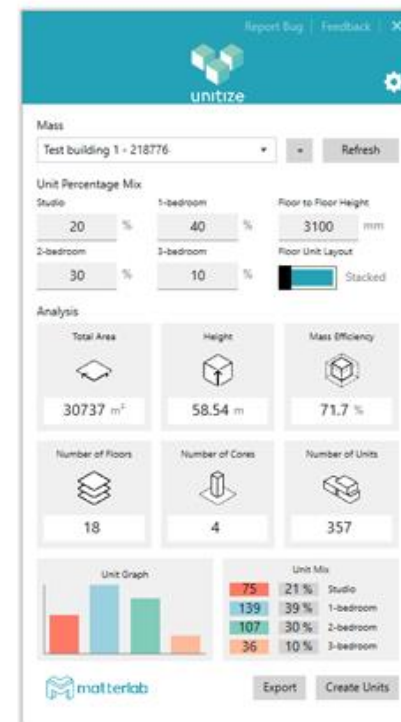 Report Bug | Feedback | X
unitize
Mass
Test building 1 - 218776
Refresh
Unit Percentage Mix
Studio 1-bedroom Floor to Floor Height
20 % 40 % 3100 mm
2-bedroom 3-bedroom Floor Unit Layout
30 % 10 % Stacked
Analysis
Total Area Height Mass Efficiency
30737 m² 58.54 m 71.7 %
Number of Floors Number of Cores Number of Units
18 4 357
Unit Graph Unit Mix
75 21 % Studio
139 39 % 1-bedroom
107 30 % 2-bedroom
36 10 % 3-bedroom
matterlab Export Create Units